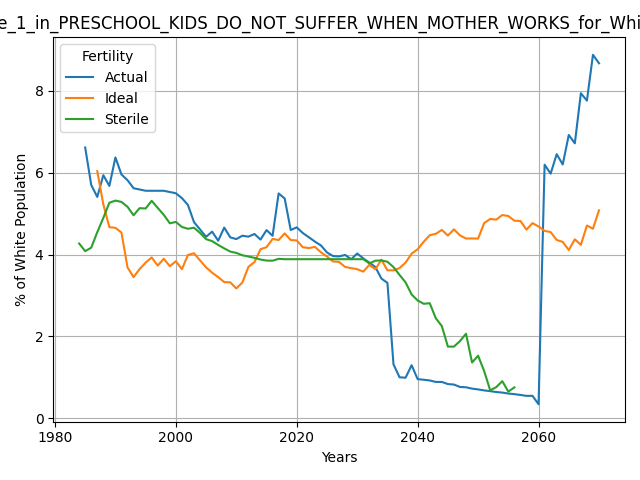 e_1_in_PRESCHOOL_KIDS_DO_NOT_SUFFER_WHEN_MOTHER_WORKS_for_Whi
Fertility
Actual
Ideal
Sterile
% of White Population
8
6
4
2
0
1980
2000
2020
2040
2060
Years